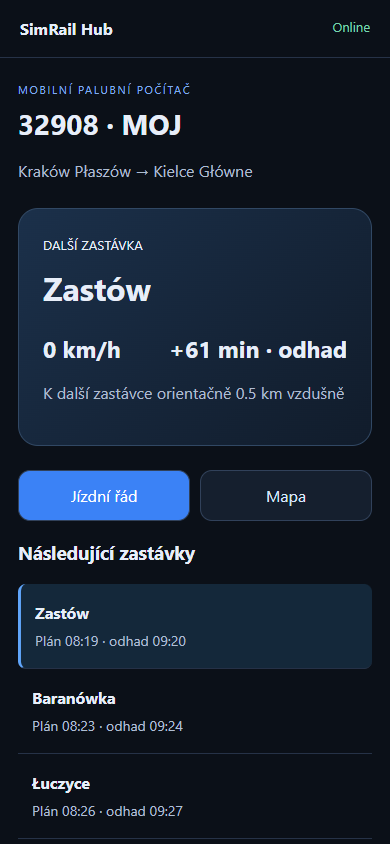 SimRail Hub
Online
MOBILNÍ PALUBNÍ POČÍTAČ
32908 · MOJ
Kraków Płaszów → Kielce Główne
DALŠÍ ZASTÁVKA
Zastów
0 km/h
+61 min · odhad
K další zastávce orientačně 0.5 km vzdušně
Jízdní řád
Mapa
Následující zastávky
Zastów
Plán 08:19 · odhad 09:20
Baranówka
Plán 08:23 · odhad 09:24
Łuczyce
Plán 08:26 · odhad 09:27